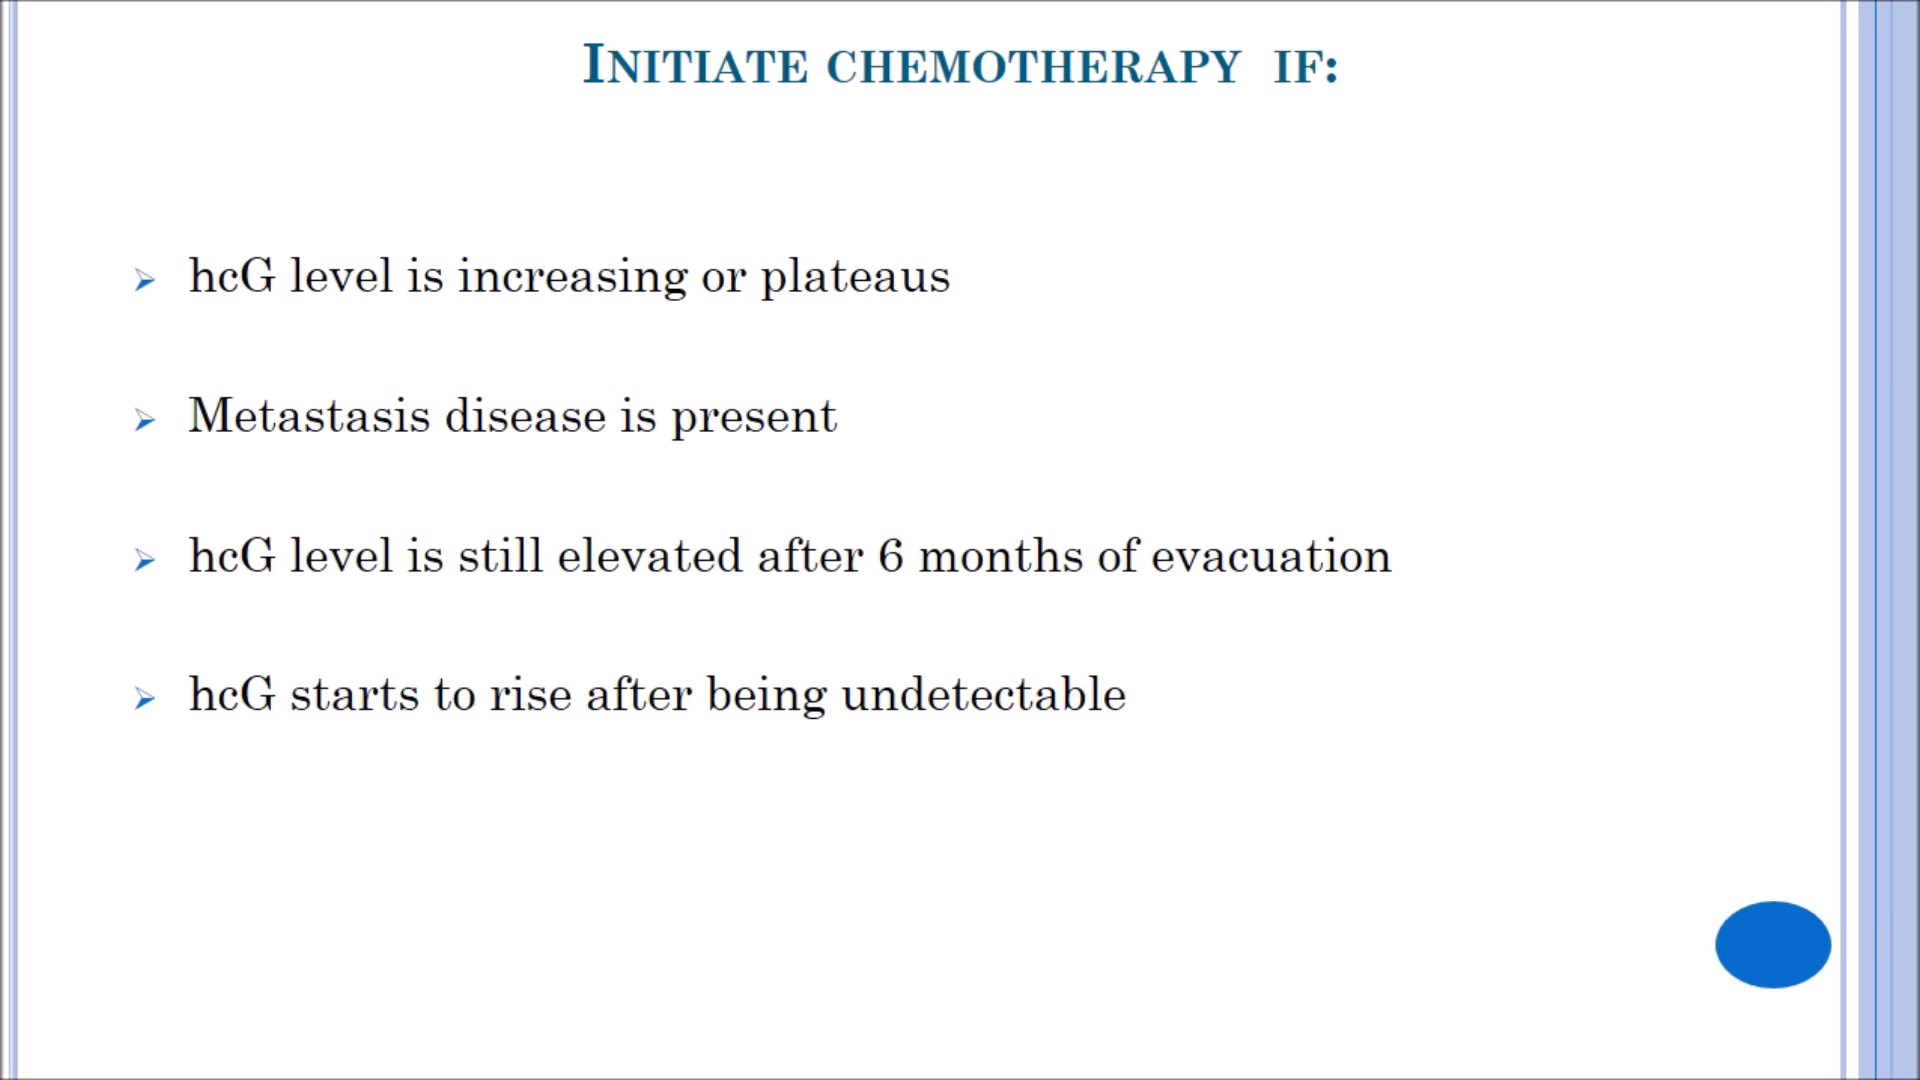 INITIATE CHEMOTHERAPY IF:
hcG level is increasing or plateaus
Metastasis disease is present
hcG level is still elevated after 6 months of evacuation
hcG starts to rise after being undetectable